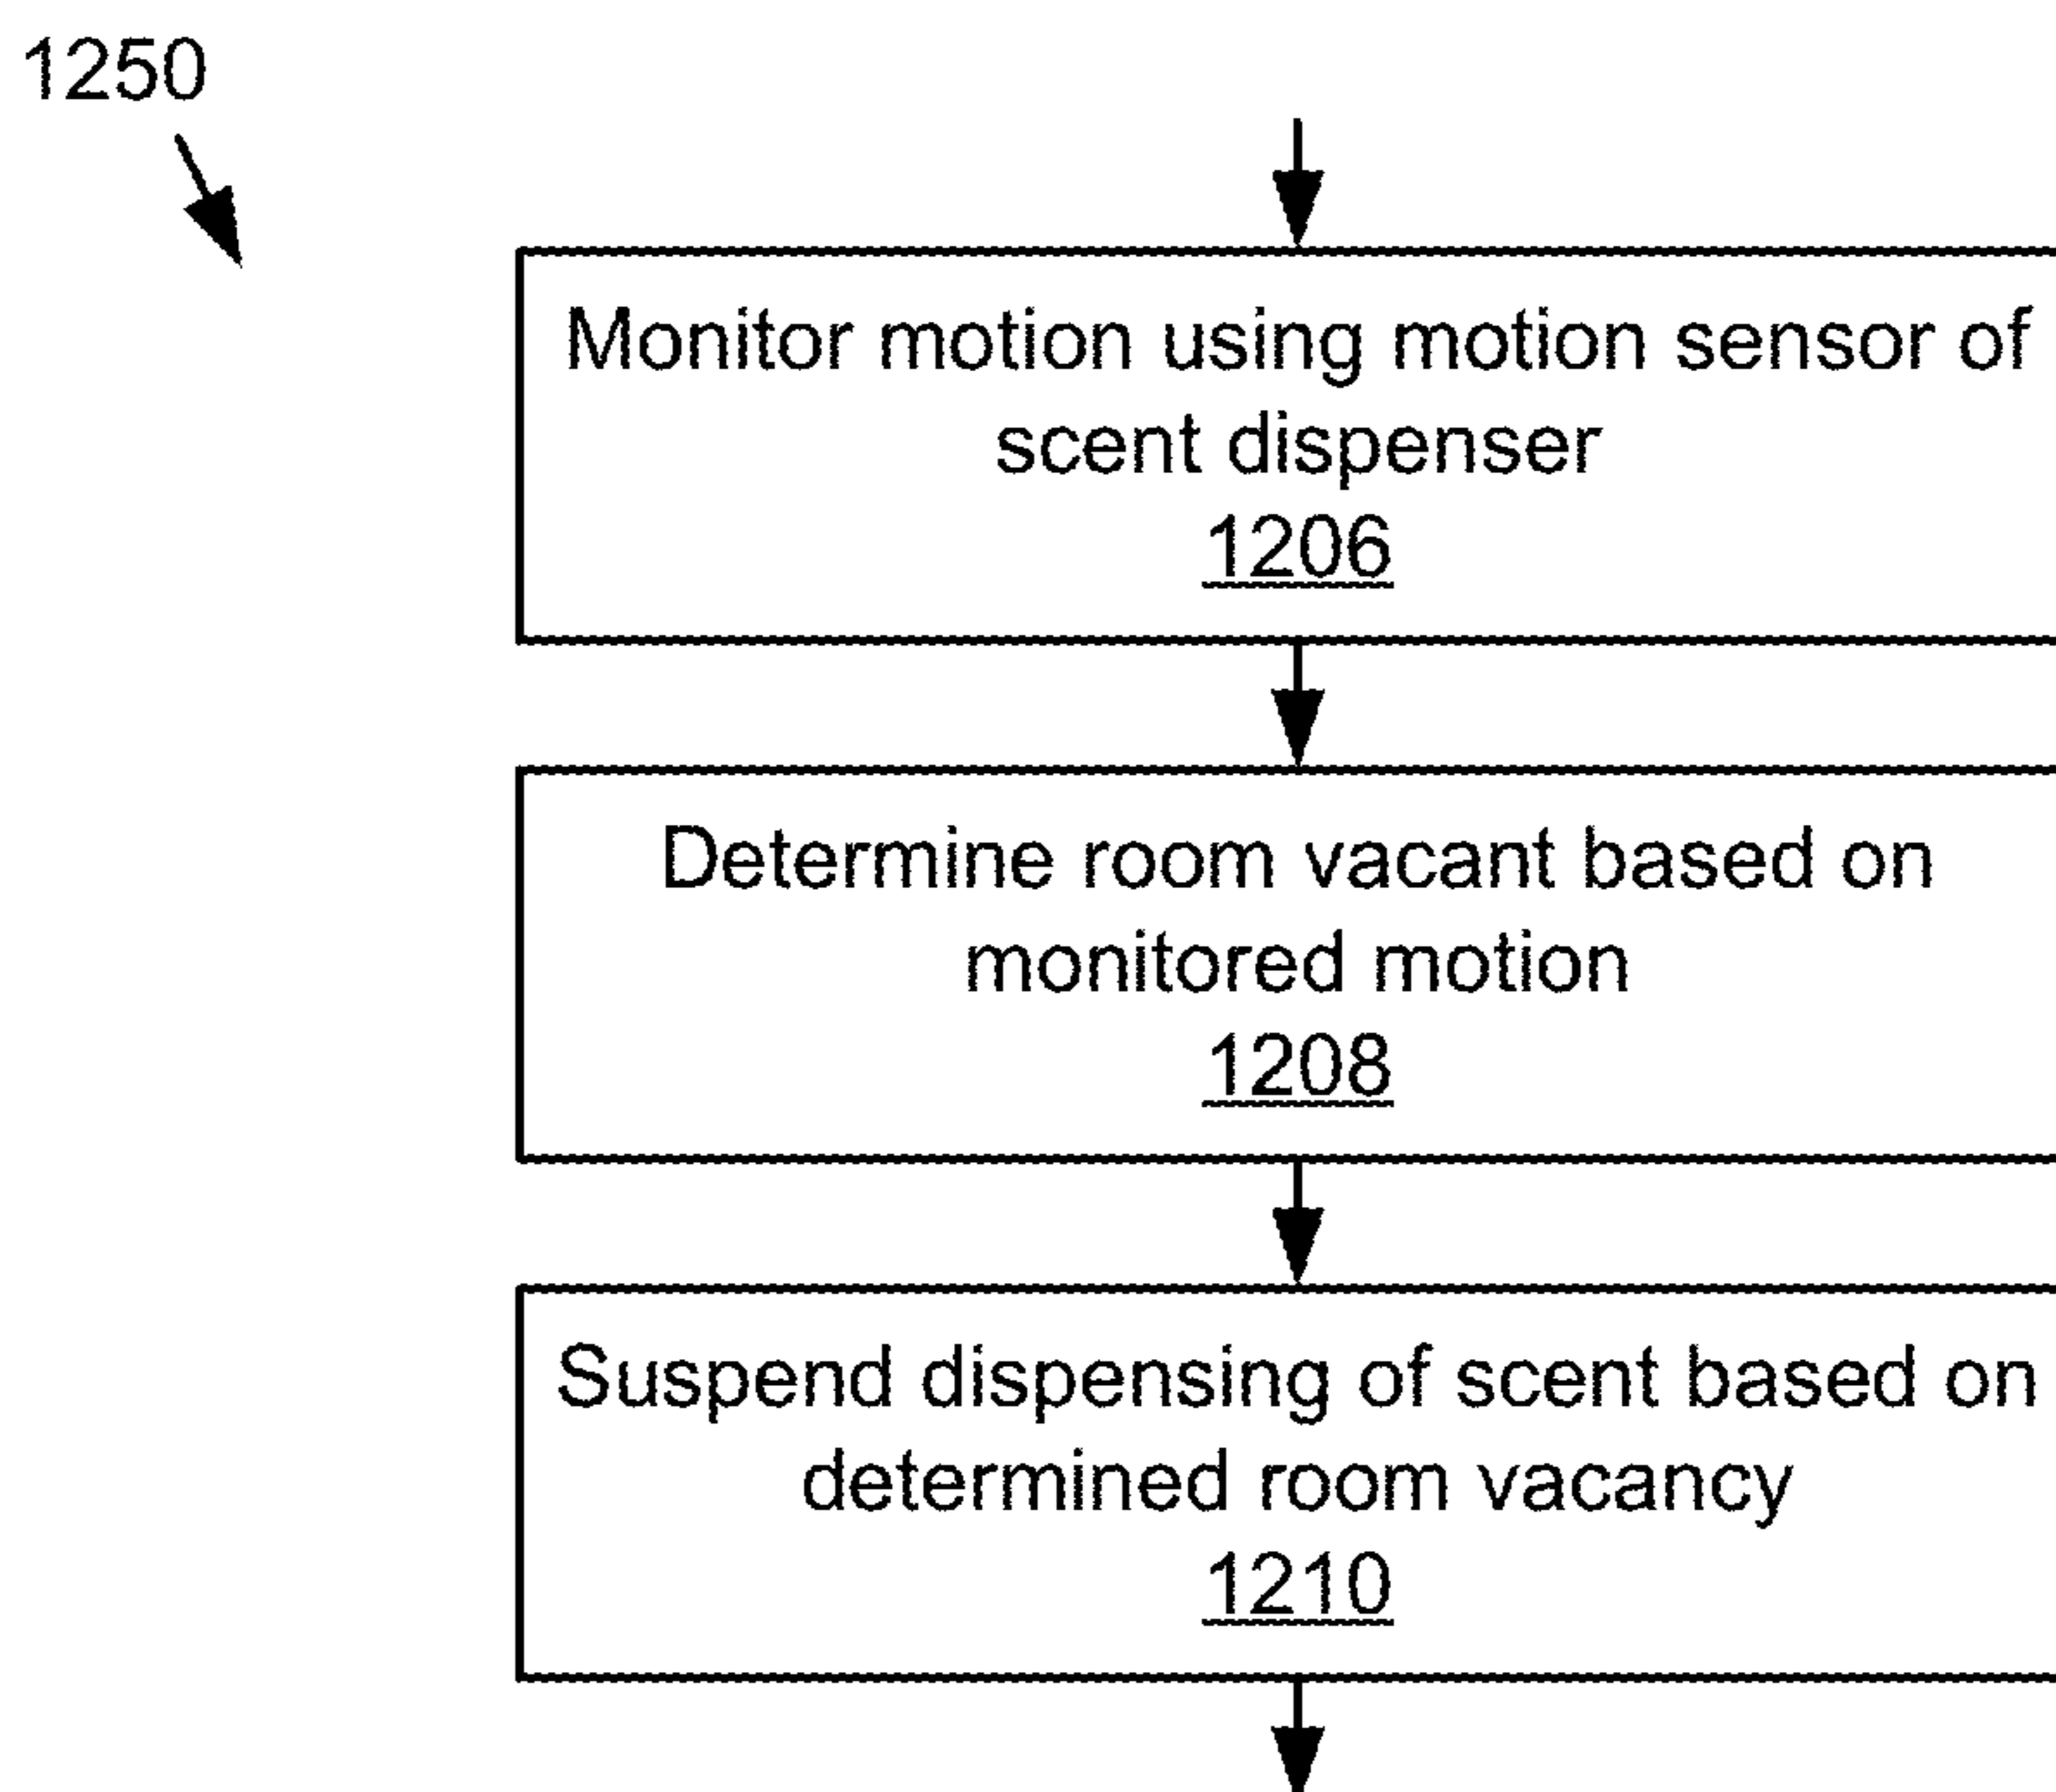 1250
Monitor motion using motion sensor of
scent dispenser
1206
Determine room vacant based on
monitored motion
1208
Suspend dispensing of scent based on
determined room vacancy
1210